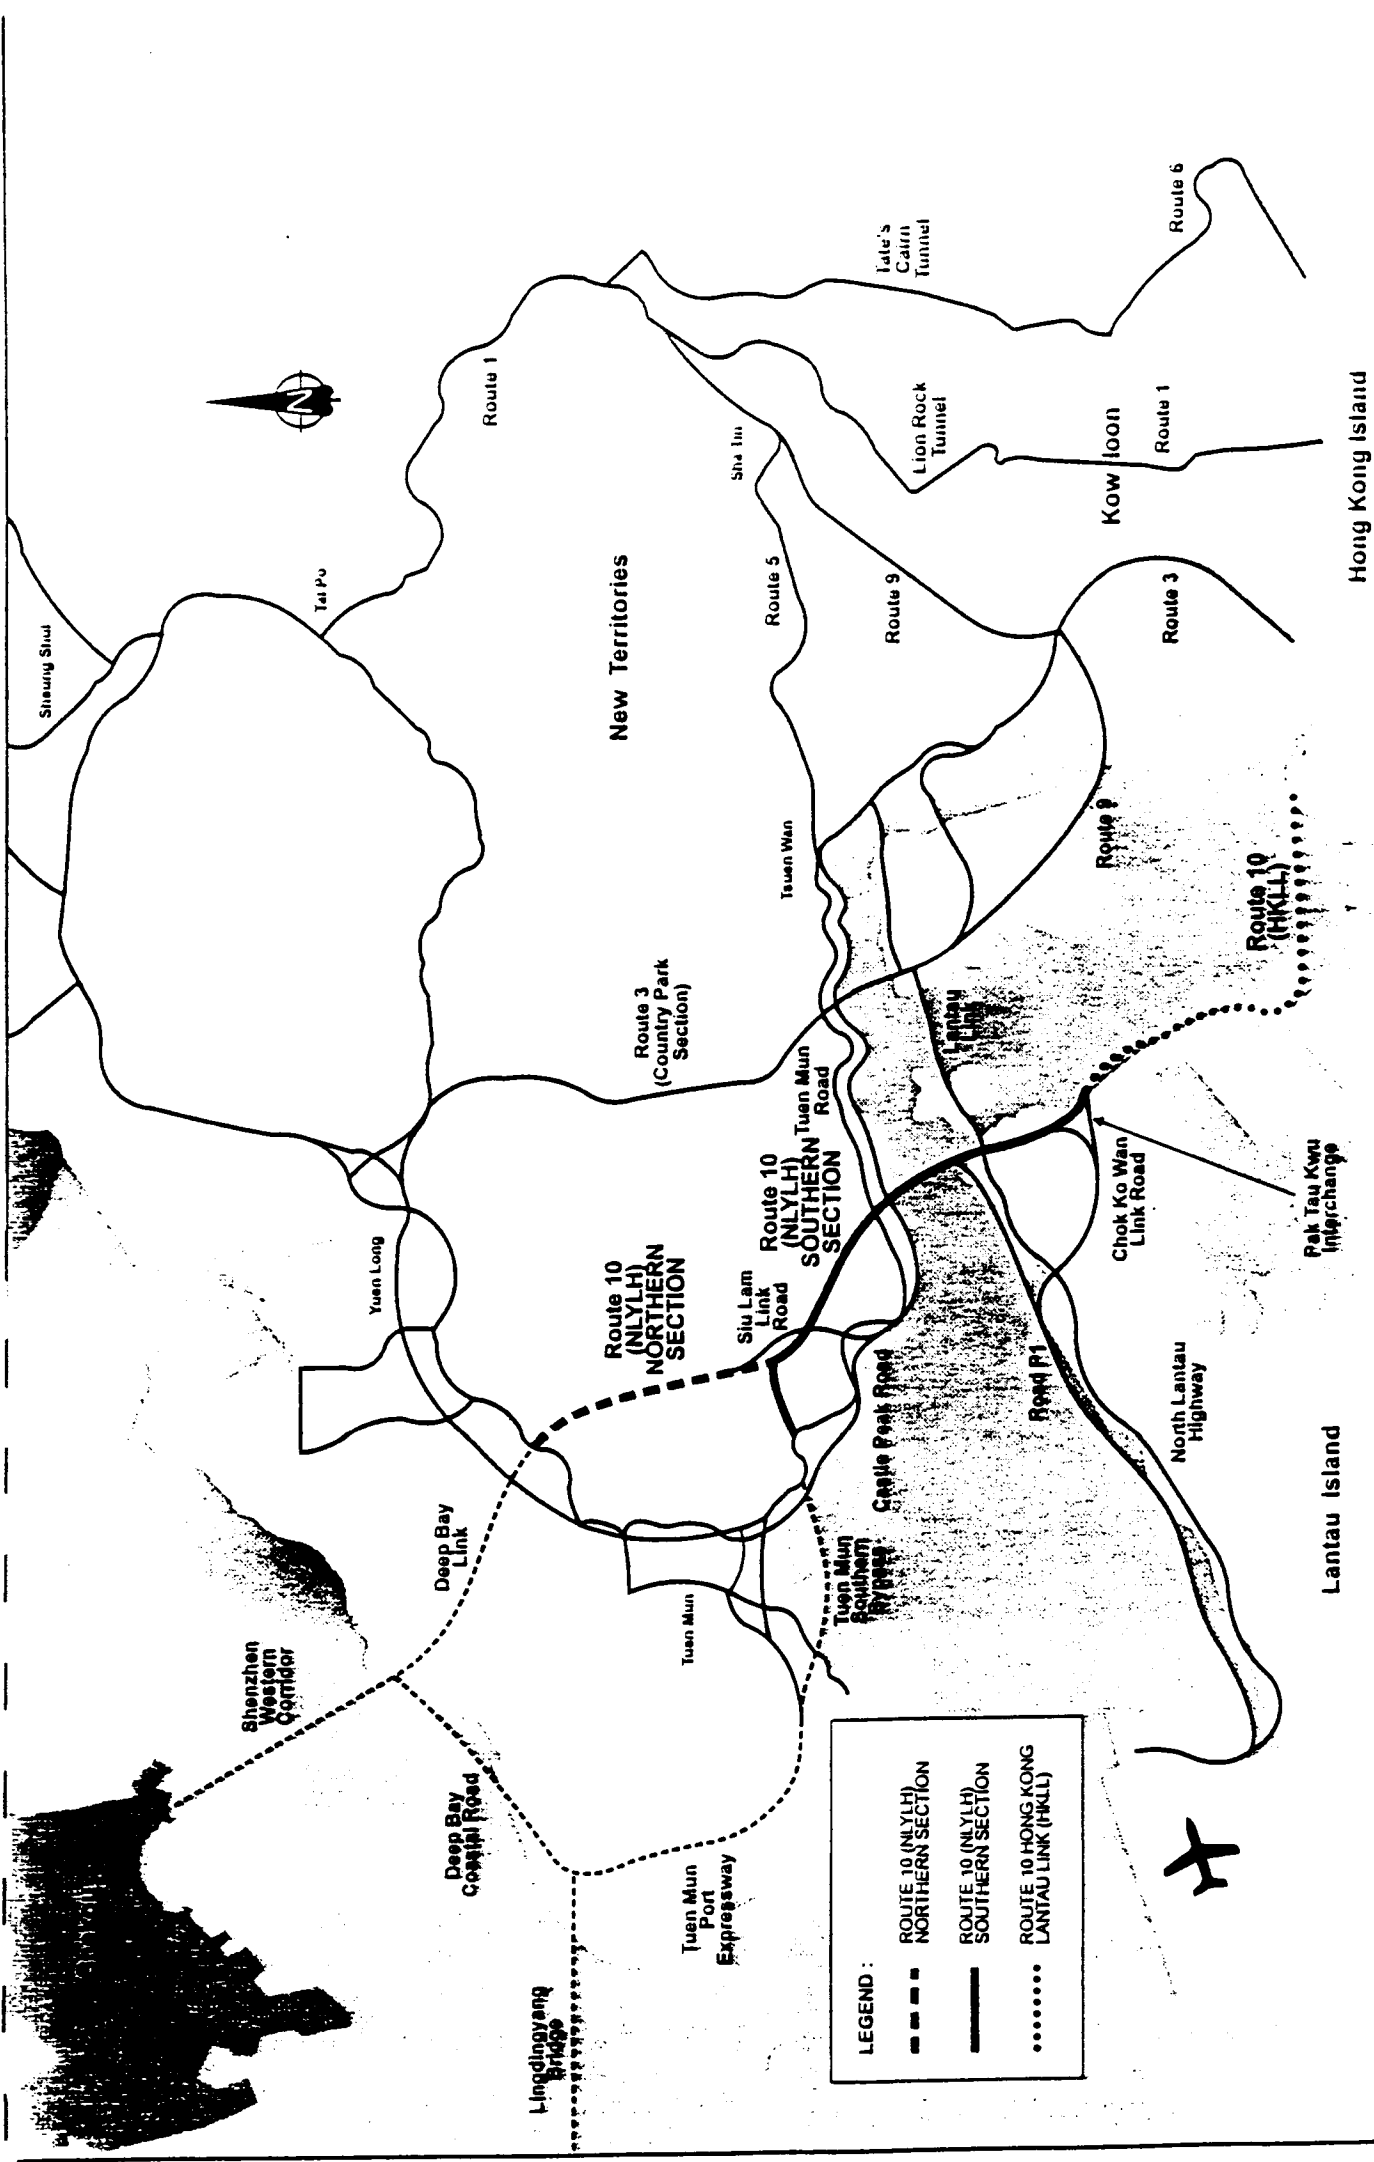 Sheung Shui
Tai Po
N
Route 1
New Territories
Sha Tin
Route 5
Route 9
Tate's
Cairn
Tunnel
Lion Rock
Tunnel
Kowloon
Route 1
Route 6
Route 3
Hong Kong Island
Tsuen Wan
Route 9
Route 10
(HKLL)
Route 3
(Country Park
Section)
Tuen Mun
Road
Lantau
Link
Yuen Long
Route 10
(NLYLH)
NORTHERN
SECTION
Route 10
(NLYLH)
SOUTHERN
SECTION
Siu Lam
Link
Road
Chok Ko Wan
Link Road
Pak Tau Kwu
Interchange
Castle Peak Road
Road P1
North Lantau
Highway
Lantau Island
Shenzhen
Western
Corridor
Deep Bay
Link
Tuen Mun
Tuen Mun
Southern
Bypass
Deep Bay
Coastal Road
Tuen Mun
Port
Expressway
Lingdingyang
Bridge
LEGEND :
ROUTE 10 (NLYLH)
NORTHERN SECTION
ROUTE 10 (NLYLH)
SOUTHERN SECTION
ROUTE 10 HONG KONG
LANTAU LINK (HKLL)